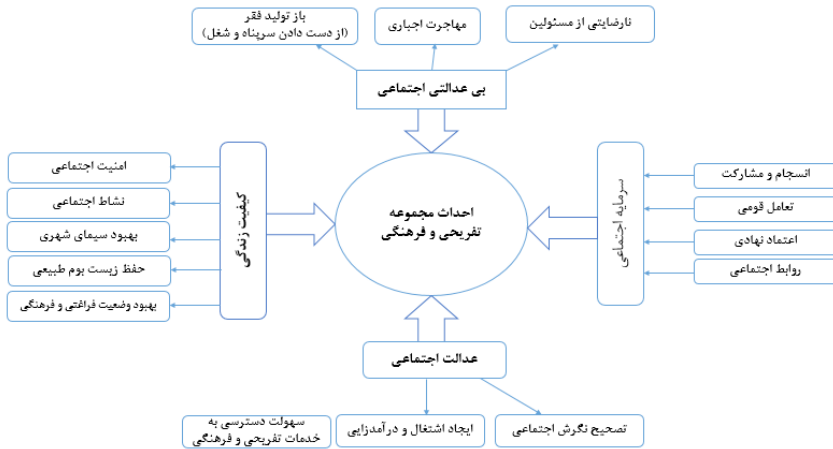 نارضایتی از مسئولین
مهاجرت اجباری
باز تولید فقر
(از دست دادن سرپناه و شغل)
بی عدالتی اجتماعی
سرمایه اجتماعی
انسجام و مشارکت
تعامل قومی
اعتماد نهادی
روابط اجتماعی
احداث مجموعه
تفریحی و فرهنگی
کیفیت زندگی
امنیت اجتماعی
نشاط اجتماعی
بهبود سیمای شهری
حفظ زیست بوم طبیعی
بهبود وضعیت فراغتی و فرهنگی
عدالت اجتماعی
تصحیح نگرش اجتماعی
ایجاد اشتغال و درآمدزایی
سهولت دسترسی به
خدمات تفریحی و فرهنگی